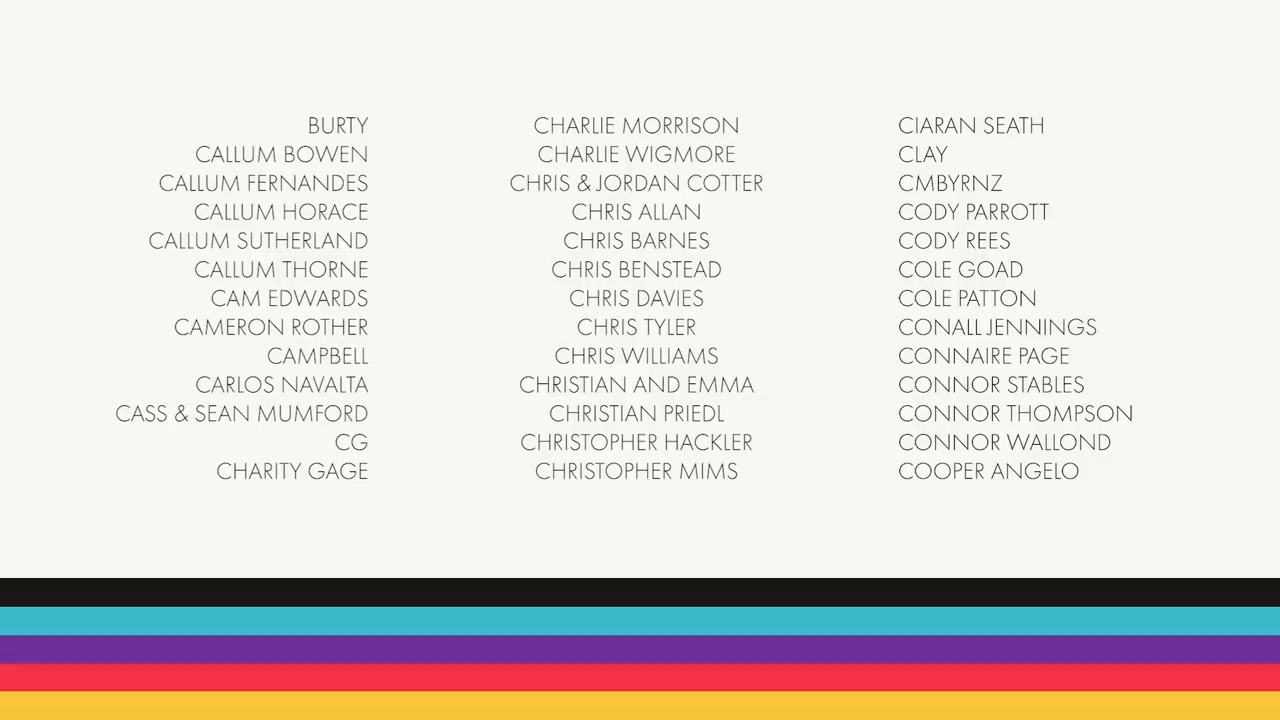 BURTY
CALLUM BOWEN
CALLUM FERNANDES
CALLUM HORACE
CALLUM SUTHERLAND
CALLUM THORNE
CAM EDWARDS
CAMERON ROTHER
CAMPBELL
CARLOS NAVALTA
CASS & SEAN MUMFORD
CG
CHARITY GAGE
CHARLIE MORRISON
CHARLIE WIGMORE
CHRIS & JORDAN COTTER
CHRIS ALLAN
CHRIS BARNES
CHRIS BENSTEAD
CHRIS DAVIES
CHRIS TYLER
CHRIS WILLIAMS
CHRISTIAN AND EMMA
CHRISTIAN PRIEDL
CHRISTOPHER HACKLER
CHRISTOPHER MIMS
CIARAN SEATH
CLAY
CMBYRNZ
CODY PARROTT
CODY REES
COLE GOAD
COLE PATTON
CONALL JENNINGS
CONNAIRE PAGE
CONNOR STABLES
CONNOR THOMPSON
CONNOR WALLOND
COOPER ANGELO